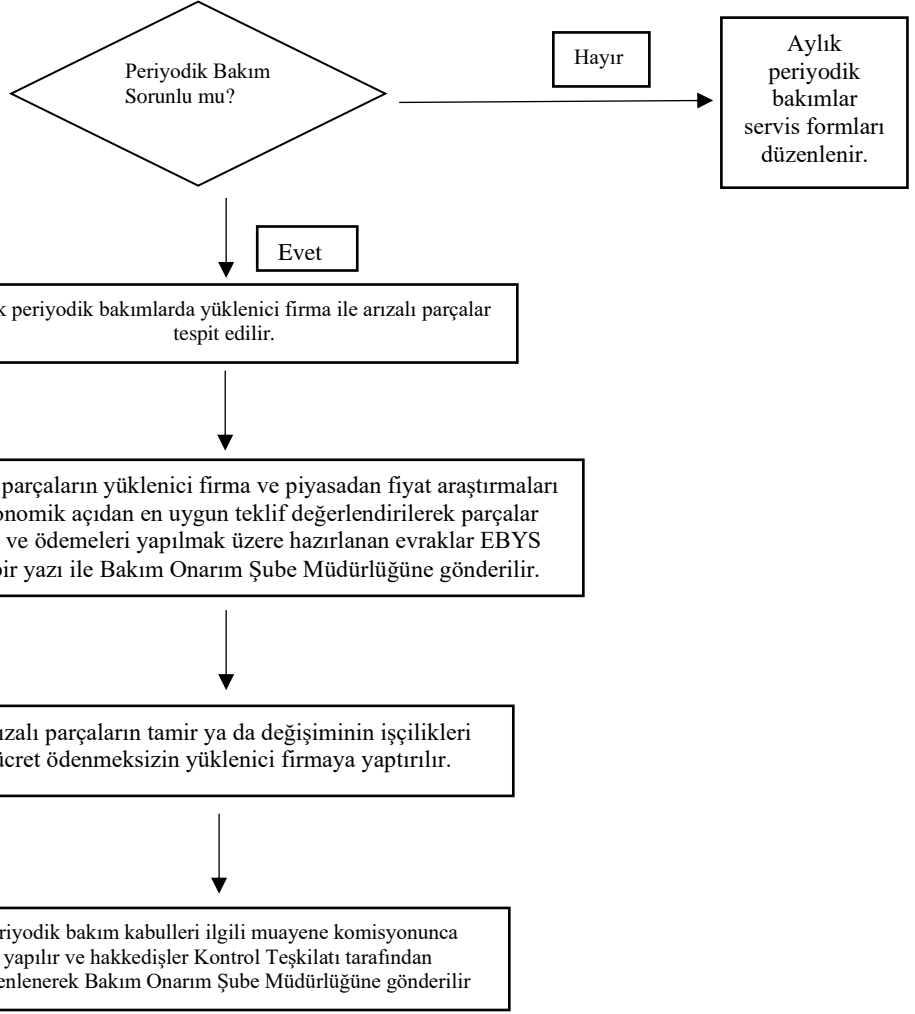 Periyodik Bakım
Sorunlu mu?
Hayır
Aylık
periyodik
bakımlar
servis formları
düzenlenir.
Evet
periyodik bakımlarda yüklenici firma ile arızalı parçalar
tespit edilir.
parçaların yüklenici firma ve piyasadan fiyat araştırmaları
açıdan en uygun teklif değerlendirilerek parçalar
ve ödemeleri yapılmak üzere hazırlanan evraklar EBYS
bir yazı ile Bakım Onarım Şube Müdürlüğüne gönderilir.
parçaların tamir ya da değişiminin işçilikleri
ücret ödenmeksizin yüklenici firmaya yaptırılır.
bakım kabulleri ilgili muayene komisyonunca
yapılır ve hakkedişler Kontrol Teşkilatı tarafından
Bakım Onarım Şube Müdürlüğüne gönderilir